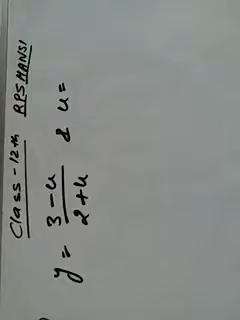 Class-12th RPSMANSI
y = 3-u / 2+u & u =